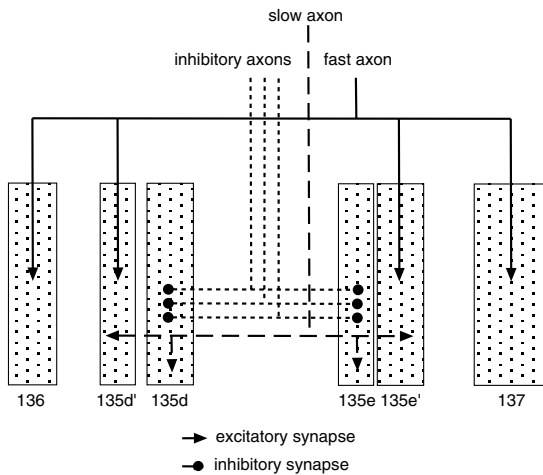 slow axon
inhibitory axons fast axon
136 135d' 135d 135e 135e' 137
excitatory synapse
inhibitory synapse